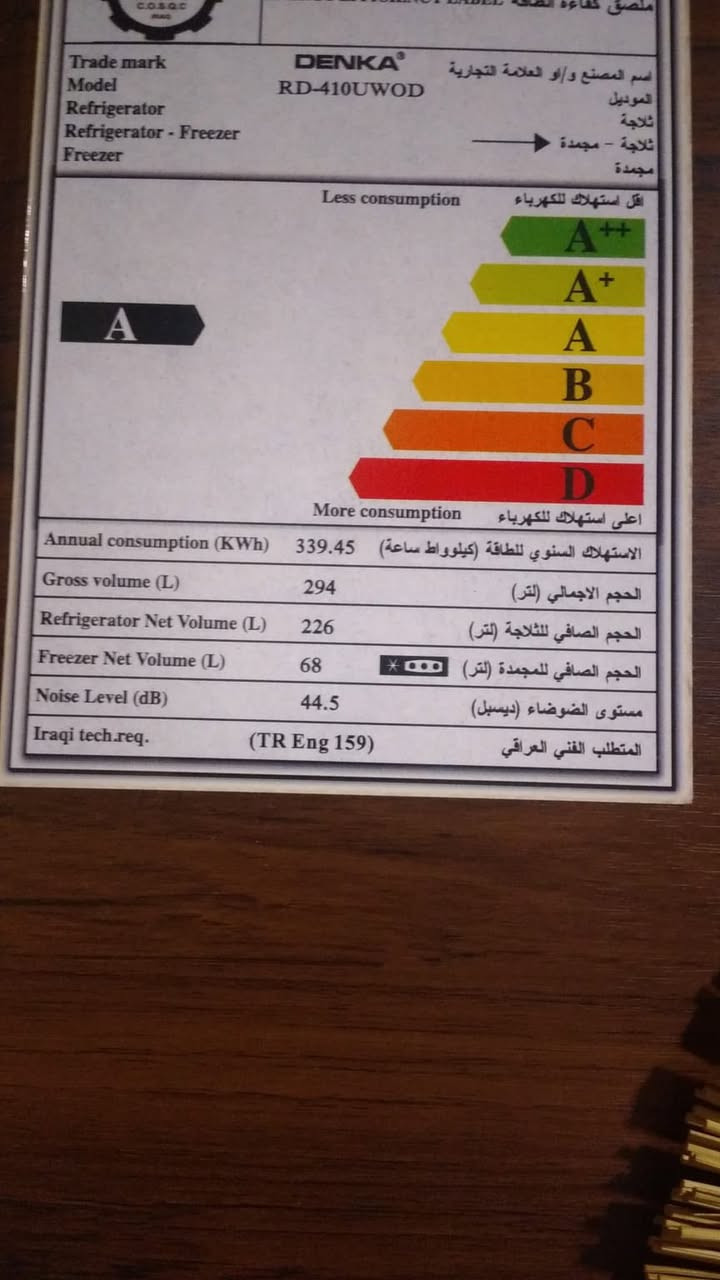 C.O.S.Q.C
IRAQ
LABEL ملصق كفاءة الطاقة
Trade mark DENKA® اسم المصنع و/او العلامة التجارية
Model RD-410UWOD الموديل
Refrigerator ثلاجة
Refrigerator - Freezer ثلاجة - مجمدة
Freezer مجمدة
Less consumption اقل استهلاك للكهرباء
A++
A+
A A
B
C
D
More consumption اعلى استهلاك للكهرباء
Annual consumption (KWh) 339.45 الاستهلاك السنوي للطاقة (كيلوواط ساعة)
Gross volume (L) 294 الحجم الاجمالي (لتر)
Refrigerator Net Volume (L) 226 الحجم الصافي للثلاجة (لتر)
Freezer Net Volume (L) 68 الحجم الصافي للمجمدة (لتر)
Noise Level (dB) 44.5 مستوى الضوضاء (ديسبل)
Iraqi tech.req. (TR Eng 159) المتطلب الفني العراقي